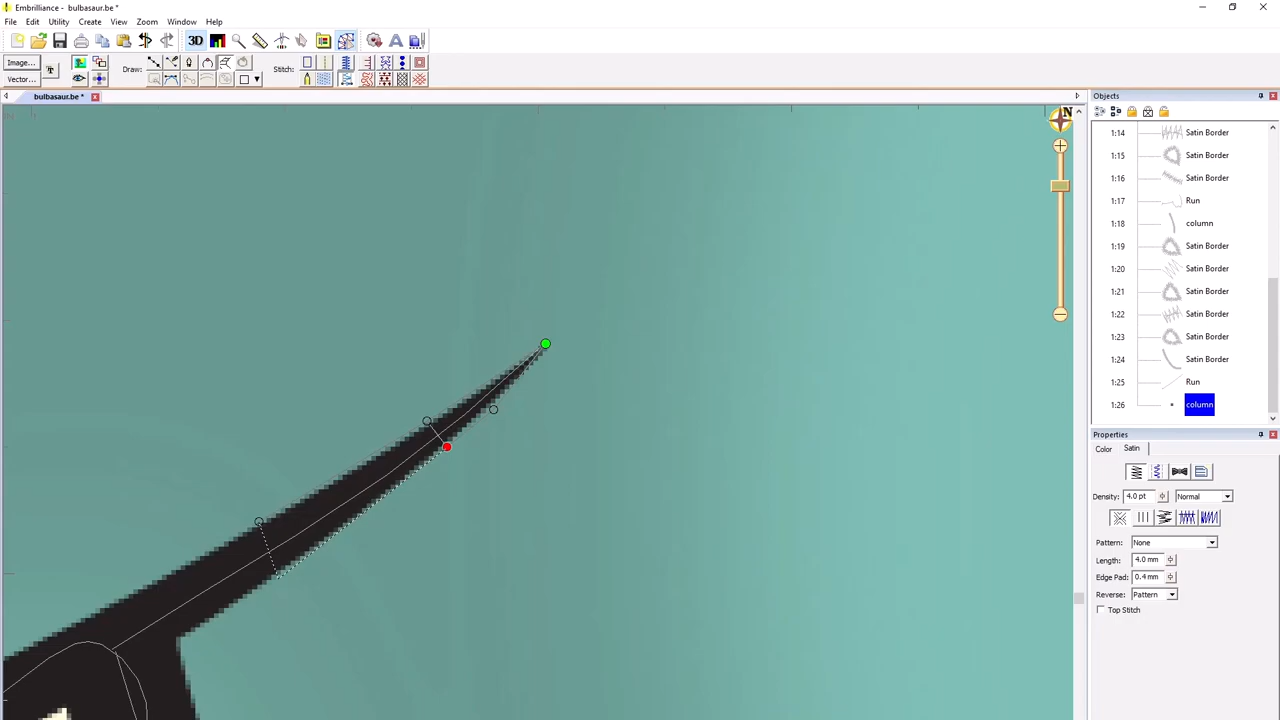 Embrilliance - bulbasaur.be *
File Edit Utility Create View Zoom Window Help
3D
Image... T Draw: Stitch:
Vector...
bulbasaur.be *
N
Objects
1:14 Satin Border
1:15 Satin Border
1:16 Satin Border
1:17 Run
1:18 column
1:19 Satin Border
1:20 Satin Border
1:21 Satin Border
1:22 Satin Border
1:23 Satin Border
1:24 Satin Border
1:25 Run
1:26 column
Properties
Color Satin
Density: 4.0 pt Normal
Pattern: None
Length: 4.0 mm
Edge Pad: 0.4 mm
Reverse: Pattern
Top Stitch